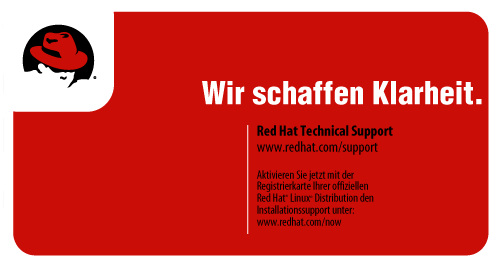 Wir schaffen Klarheit.
Red Hat Technical Support
www.redhat.com/support
Aktivieren Sie jetzt mit der
Registrierkarte Ihrer offiziellen
Red Hat® Linux® Distribution den
Installationssupport unter:
www.redhat.com/now